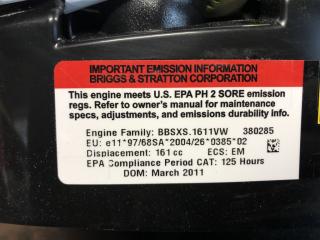 IMPORTANT EMISSION INFORMATION
BRIGGS & STRATTON CORPORATION
This engine meets U.S. EPA PH 2 SORE emission
regs. Refer to owner's manual for maintenance
specs, adjustments, and emissions durability info.
Engine Family: BBSXS.1611VW 380285
EU: e11*97/68SA*2004/26*0385*02
Displacement: 161 cc ECS: EM
EPA Compliance Period CAT: 125 Hours
DOM: March 2011